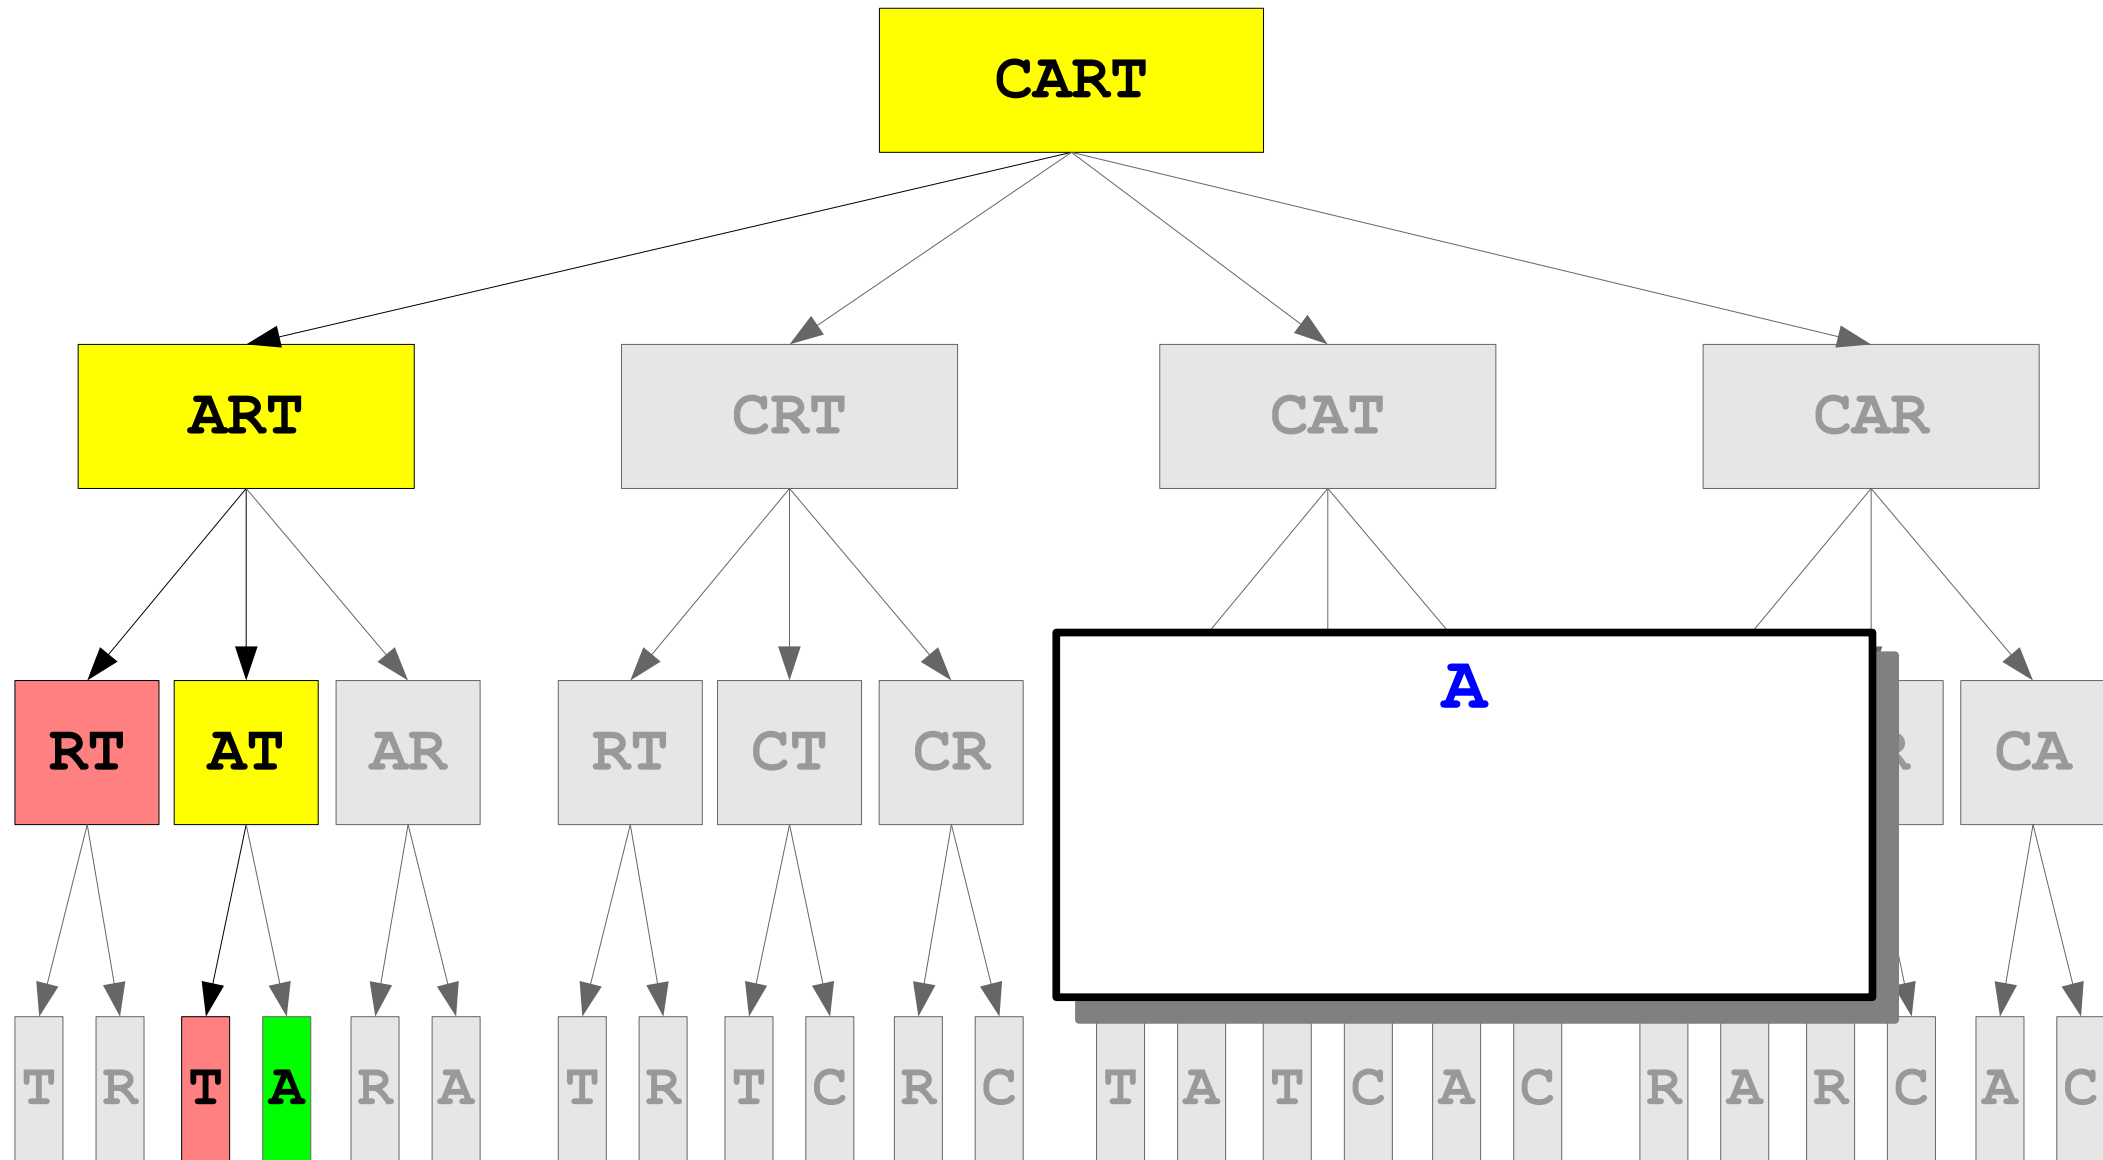 CART
ART CRT CAT CAR
RT AT AR RT CT CR CA
A
T R T A R A T R T C R C T A T C A C R A R C A C